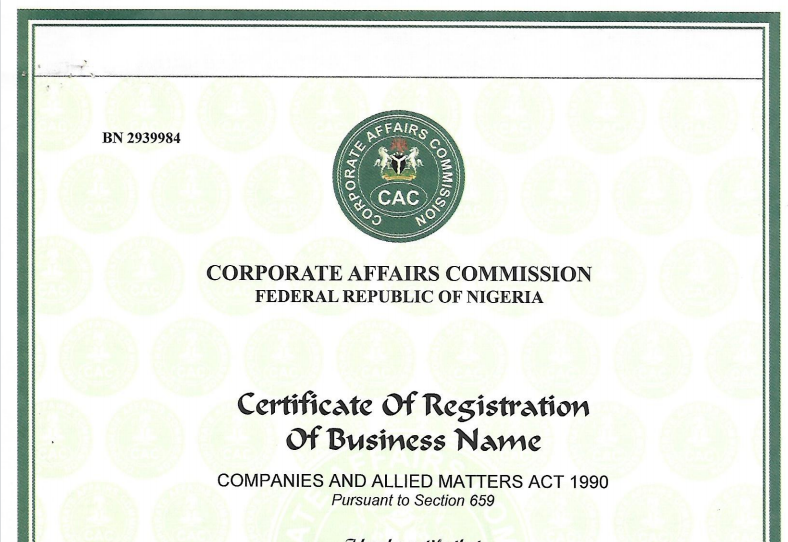 BN 2939984
CORPORATE AFFAIRS COMMISSION
CAC
CORPORATE AFFAIRS COMMISSION
FEDERAL REPUBLIC OF NIGERIA
Certificate Of Registration
Of Business Name
COMPANIES AND ALLIED MATTERS ACT 1990
Pursuant to Section 659